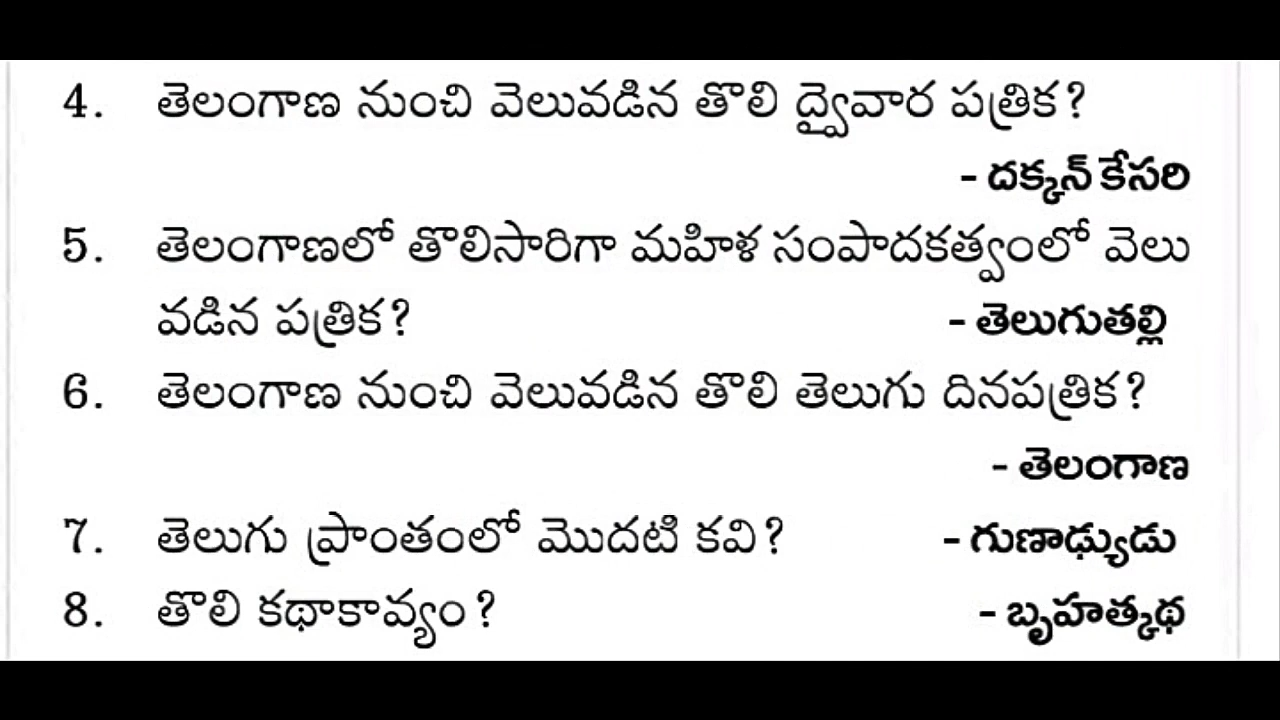 4. తెలంగాణ నుంచి వెలువడిన తొలి ద్వైవార పత్రిక?
- దక్కన్ కేసరి
5. తెలంగాణలో తొలిసారిగా మహిళ సంపాదకత్వంలో వెలు
వడిన పత్రిక? - తెలుగుతల్లి
6. తెలంగాణ నుంచి వెలువడిన తొలి తెలుగు దినపత్రిక?
- తెలంగాణ
7. తెలుగు ప్రాంతంలో మొదటి కవి? - గుణాఢ్యుడు
8. తొలి కథాకావ్యం? - బృహత్కథ